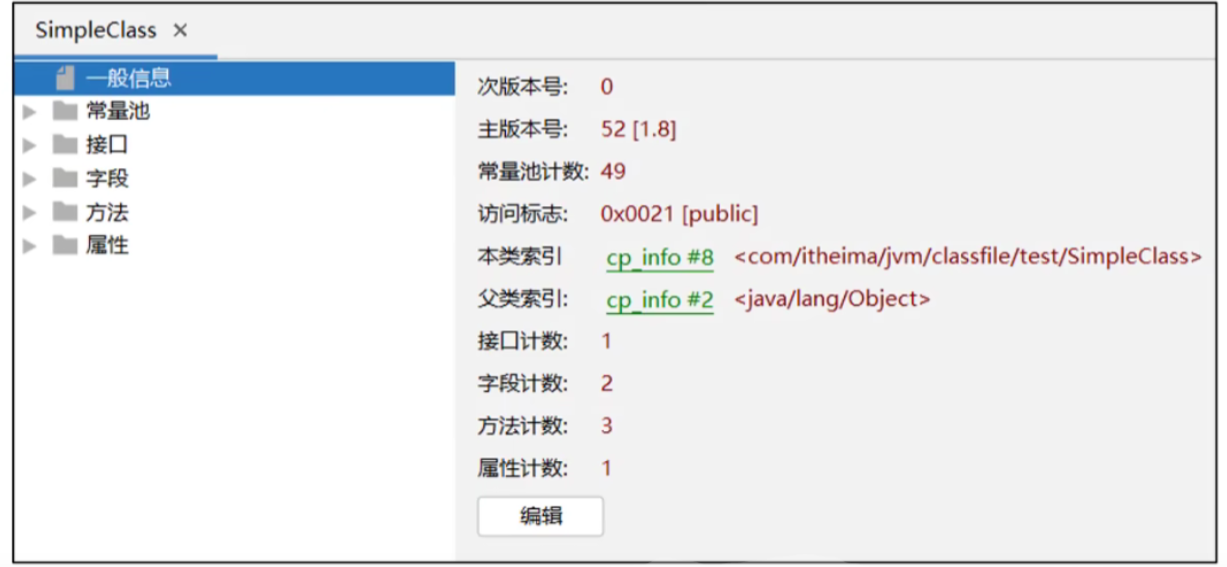 SimpleClass ×
一般信息
常量池
接口
字段
方法
属性
次版本号: 0
主版本号: 52 [1.8]
常量池计数: 49
访问标志: 0x0021 [public]
本类索引 cp_info #8 <com/itheima/jvm/classfile/test/SimpleClass>
父类索引: cp_info #2 <java/lang/Object>
接口计数: 1
字段计数: 2
方法计数: 3
属性计数: 1
编辑